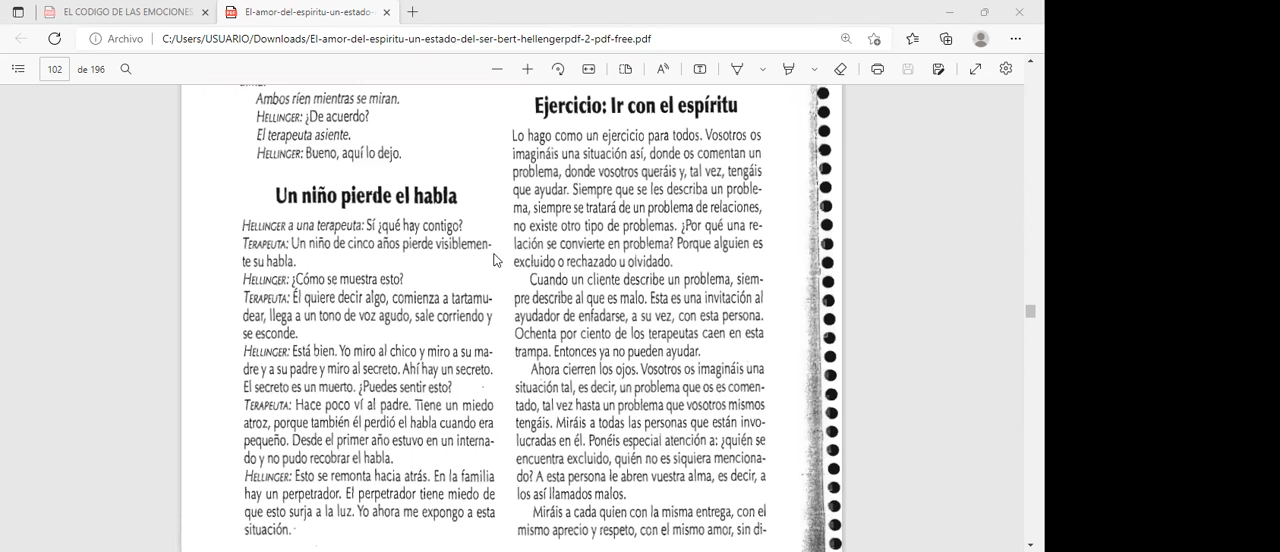 EL CODIGO DE LAS EMOCIONES
El-amor-del-espiritu-un-estado-
Archivo
C:/Users/USUARIO/Downloads/El-amor-del-espiritu-un-estado-del-ser-bert-hellengerpdf-2-pdf-free.pdf
102 de 196
Ambos ríen mientras se miran.
HELLINGER: ¿De acuerdo?
El terapeuta asiente.
HELLINGER: Bueno, aquí lo dejo.
Un niño pierde el habla
HELLINGER a una terapeuta: Sí ¿qué hay contigo?
TERAPEUTA: Un niño de cinco años pierde visiblemen-
te su habla.
HELLINGER: ¿Cómo se muestra esto?
TERAPEUTA: Él quiere decir algo, comienza a tartamu-
dear, llega a un tono de voz agudo, sale corriendo y
se esconde.
HELLINGER: Está bien. Yo miro al chico y miro a su ma-
dre y a su padre y miro al secreto. Ahí hay un secreto.
El secreto es un muerto. ¿Puedes sentir esto?
TERAPEUTA: Hace poco ví al padre. Tiene un miedo
atroz, porque también él perdió el habla cuando era
pequeño. Desde el primer año estuvo en un interna-
do y no pudo recobrar el habla.
HELLINGER: Esto se remonta hacia atrás. En la familia
hay un perpetrador. El perpetrador tiene miedo de
que esto surja a la luz. Yo ahora me expongo a esta
situación.
Ejercicio: Ir con el espíritu
Lo hago como un ejercicio para todos. Vosotros os
imagináis una situación así, donde os comentan un
problema, donde vosotros queráis y, tal vez, tengáis
que ayudar. Siempre que se les describa un proble-
ma, siempre se tratará de un problema de relaciones,
no existe otro tipo de problemas. ¿Por qué una re-
lación se convierte en problema? Porque alguien es
excluido o rechazado u olvidado.
Cuando un cliente describe un problema, siem-
pre describe al que es malo. Esta es una invitación al
ayudador de enfadarse, a su vez, con esta persona.
Ochenta por ciento de los terapeutas caen en esta
trampa. Entonces ya no pueden ayudar.
Ahora cierren los ojos. Vosotros os imagináis una
situación tal, es decir, un problema que os es comen-
tado, tal vez hasta un problema que vosotros mismos
tengáis. Miráis a todas las personas que están invo-
lucradas en él. Ponéis especial atención a: ¿quién se
encuentra excluido, quién no es siquiera menciona-
do? A esta persona le abren vuestra alma, es decir, a
los así llamados malos.
Miráis a cada quien con la misma entrega, con el
mismo aprecio y respeto, con el mismo amor, sin di-